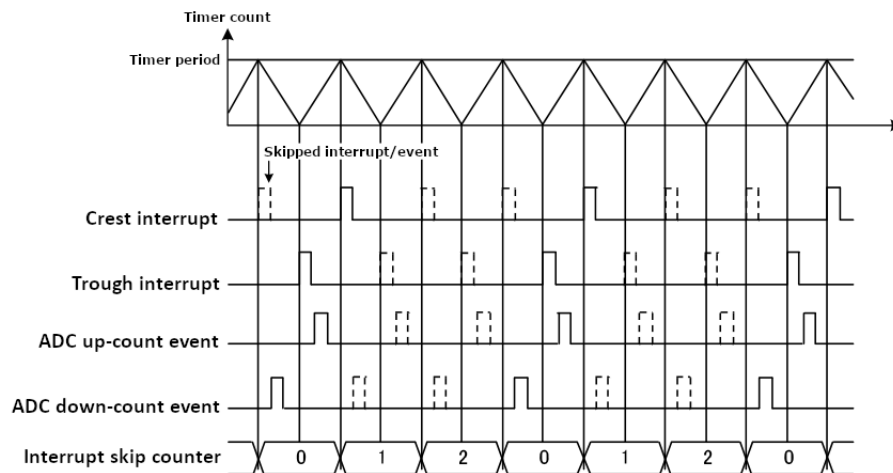 Timer count
Timer period
Skipped interrupt/event
Crest interrupt
Trough interrupt
ADC up-count event
ADC down-count event
Interrupt skip counter 0 1 2 0 1 2 0